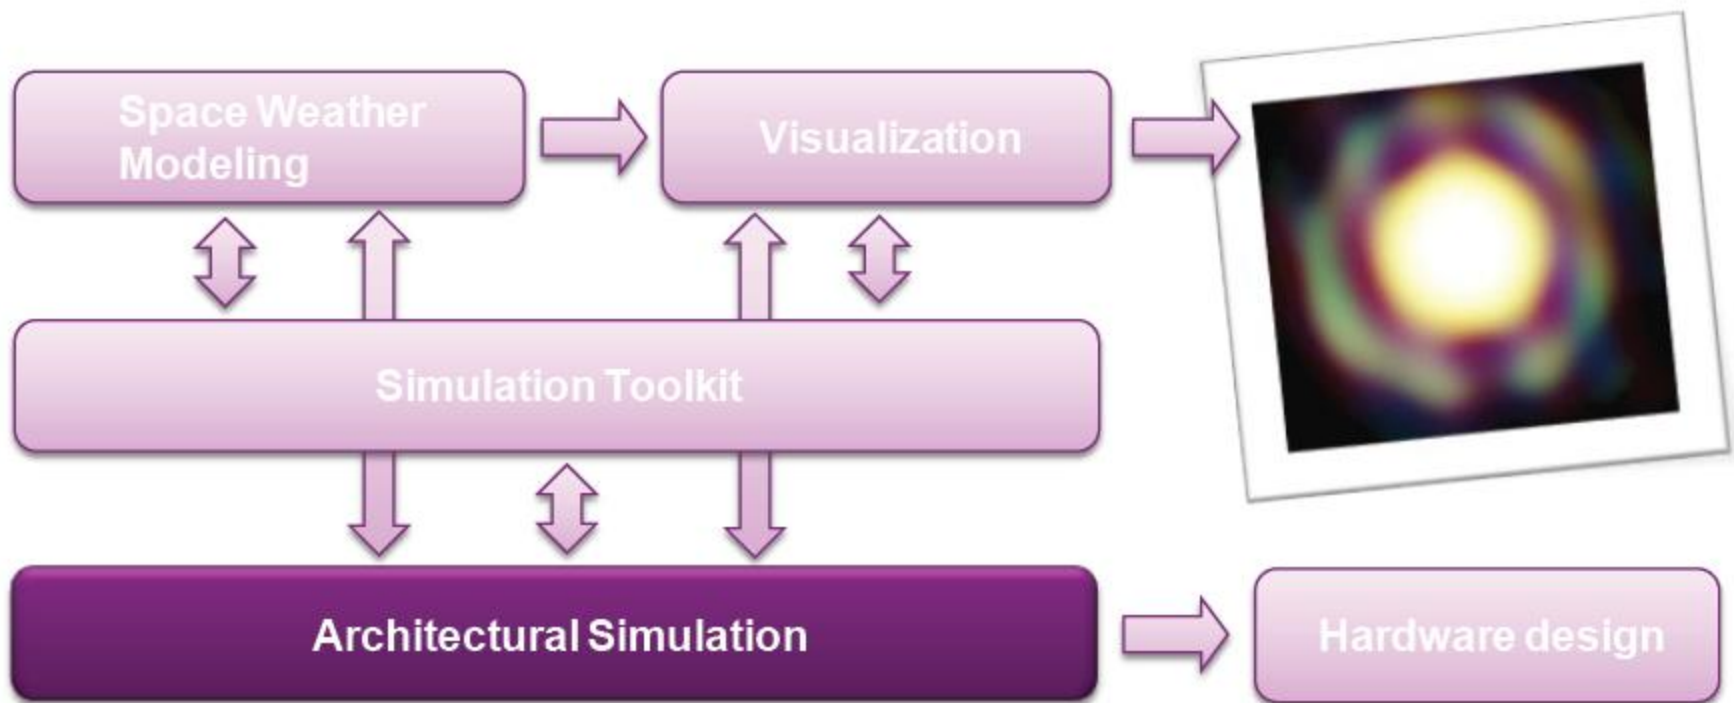 Space Weather
Modeling
Visualization
Simulation Toolkit
Architectural Simulation
Hardware design